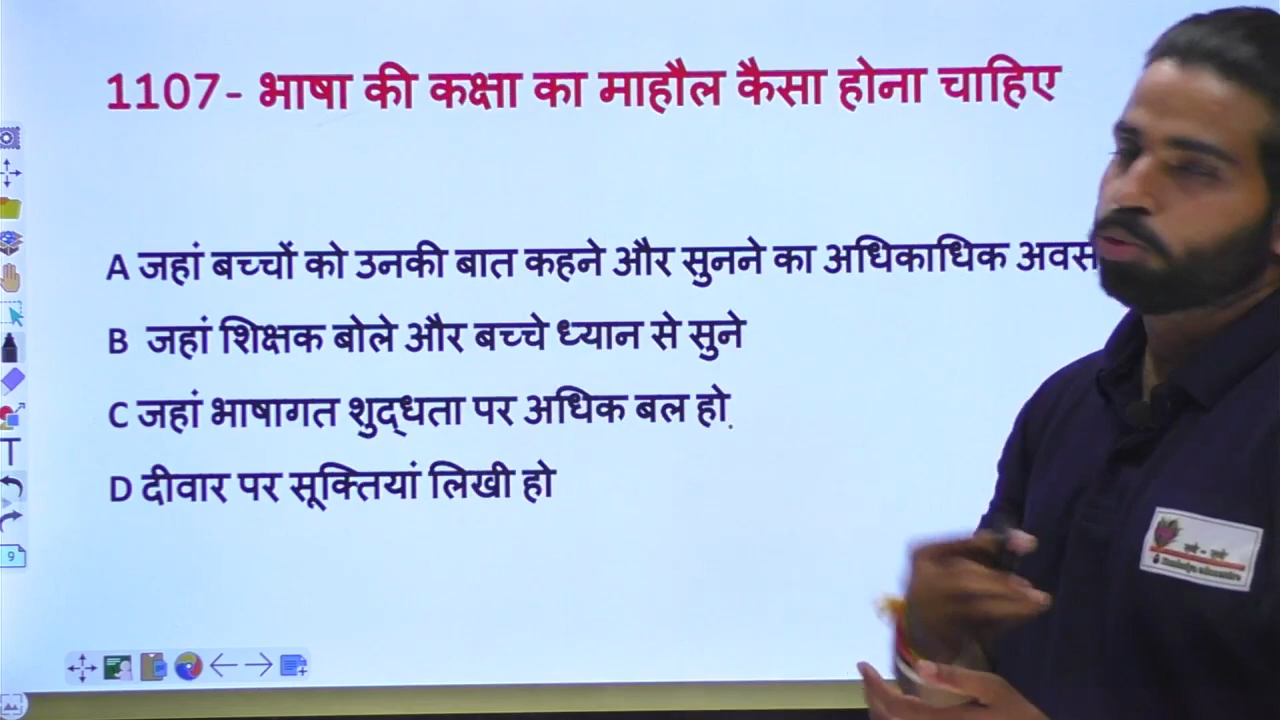 1107- भाषा की कक्षा का माहौल कैसा होना चाहिए
A जहां बच्चों को उनकी बात कहने और सुनने का अधिकाधिक
B जहां शिक्षक बोले और बच्चे ध्यान से सुने
C जहां भाषागत शुद्धता पर अधिक बल हो.
D दीवार पर सूक्तियां लिखी हो
9